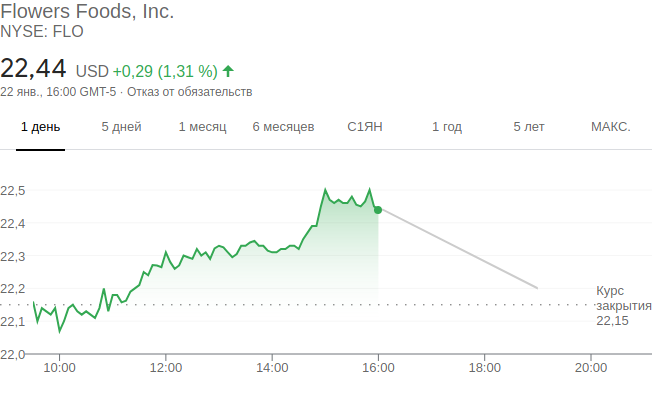 Flowers Foods, Inc.
NYSE: FLO
22,44 USD +0,29 (1,31 %)
22 янв., 16:00 GMT-5 · Отказ от обязательств
1 день 5 дней 1 месяц 6 месяцев С1ЯН 1 год 5 лет МАКС.
22,5
22,4
22,3
22,2
22,1
22,0
Курс
закрытия
22,15
10:00 12:00 14:00 16:00 18:00 20:00